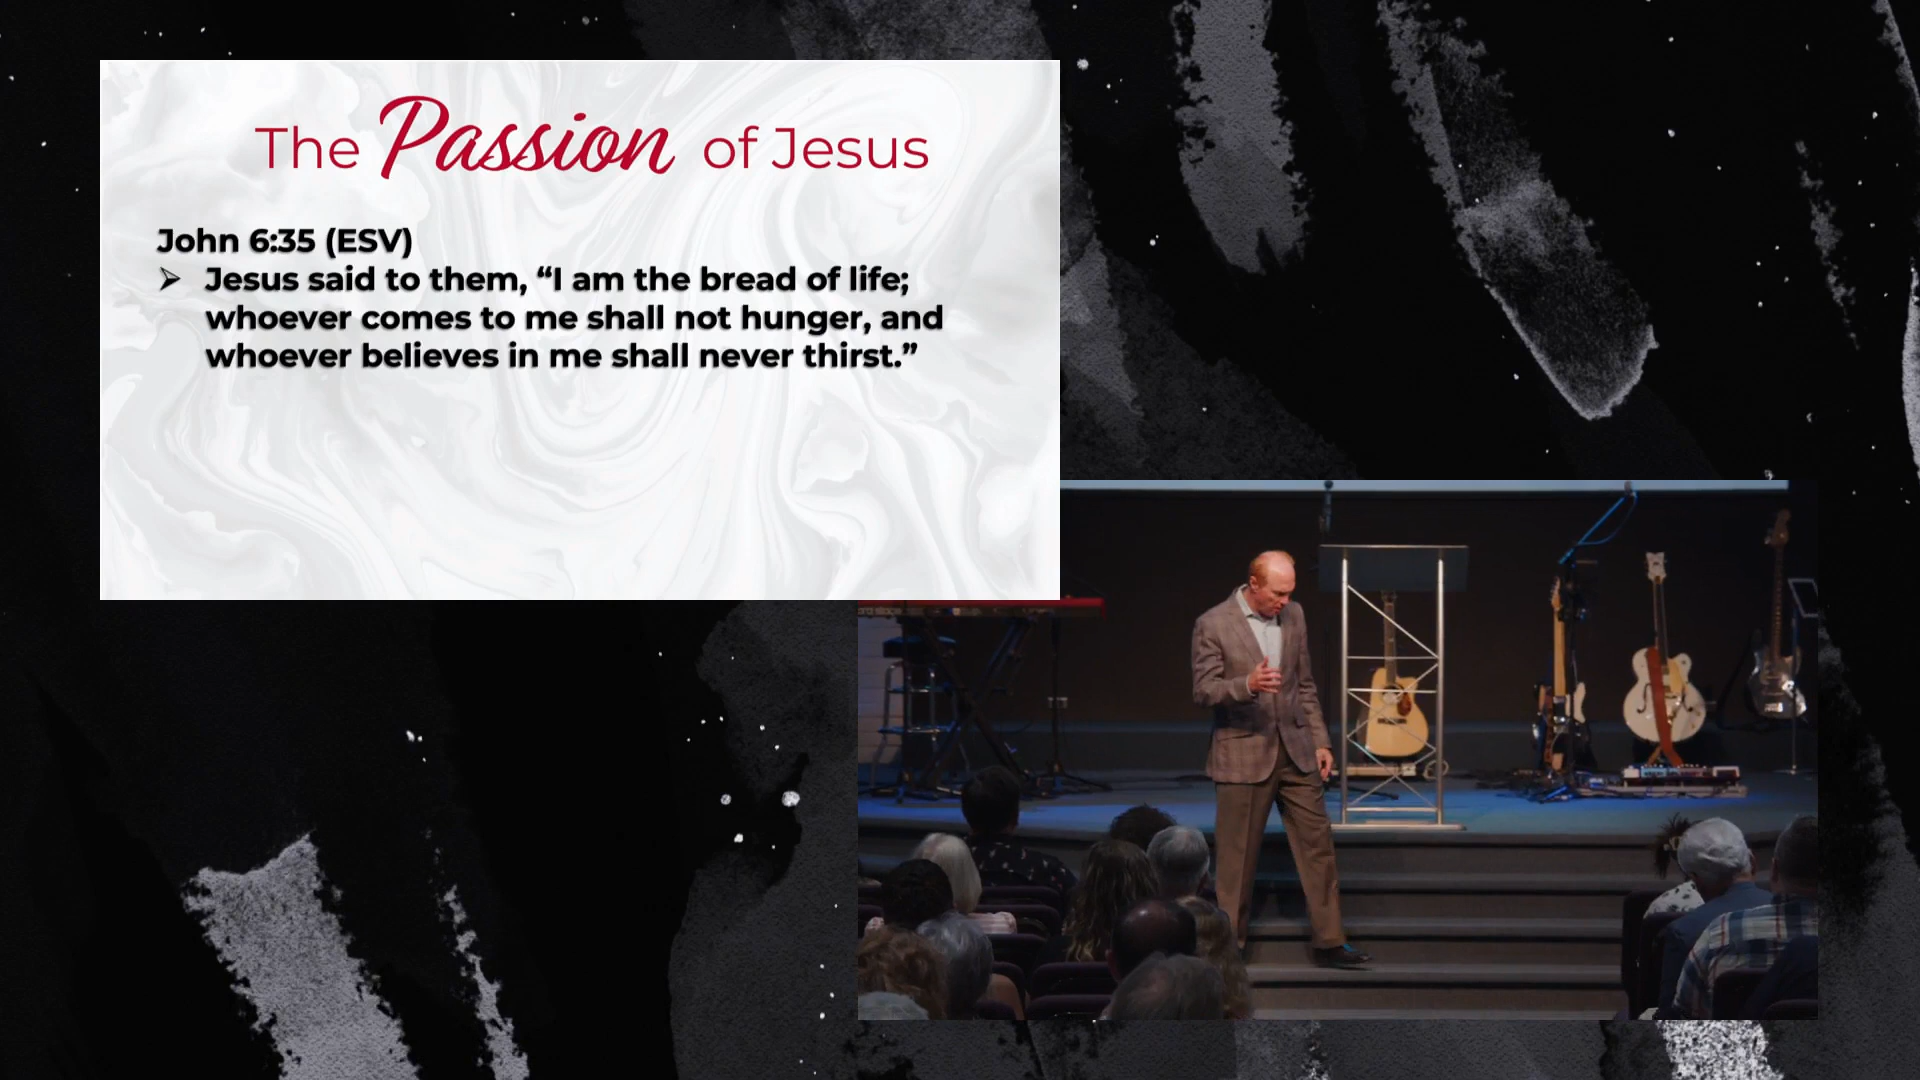 The Passion of Jesus
John 6:35 (ESV)
➢ Jesus said to them, “I am the bread of life;
whoever comes to me shall not hunger, and
whoever believes in me shall never thirst.”